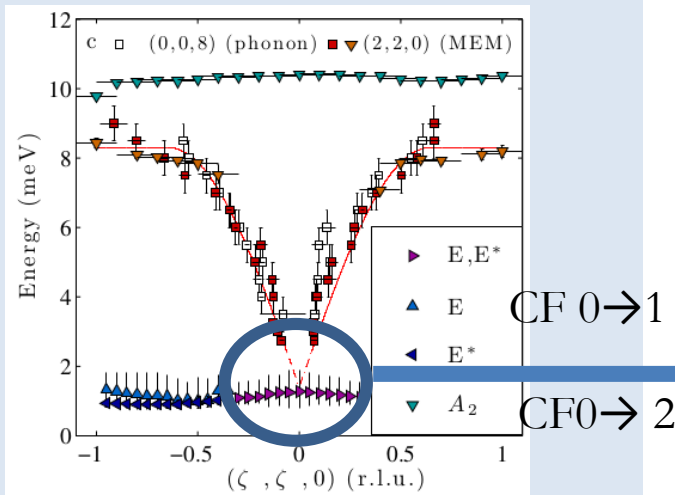 12
c (0,0,8) (phonon) (2,2,0) (MEM)
10
8
6
4
2
0
Energy (meV)
E,E*
E
E*
A₂
CF 0→1
CF0→ 2
−1 −0.5 0 0.5 1
(ζ ,ζ ,0) (r.l.u.)